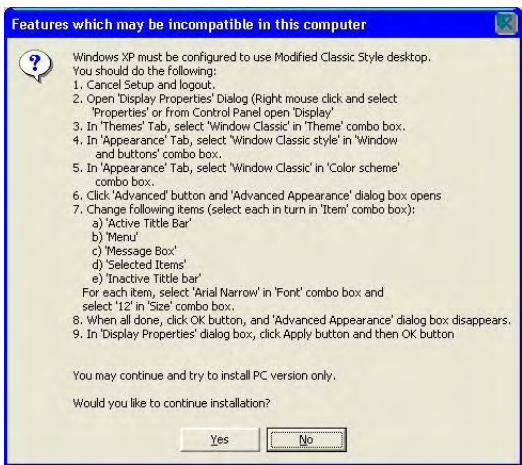 Features which may be incompatible in this computer
Windows XP must be configured to use Modified Classic Style desktop.
You should do the following:
1. Cancel Setup and logout.
2. Open 'Display Properties' Dialog (Right mouse click and select
'Properties' or from Control Panel open 'Display'
3. In 'Themes' Tab, select 'Window Classic' in 'Theme' combo box.
4. In 'Appearance' Tab, select 'Window Classic style' in 'Window
and buttons' combo box.
5. In 'Appearance' Tab, select 'Window Classic' in 'Color scheme'
combo box.
6. Click 'Advanced' button and 'Advanced Appearance' dialog box opens
7. Change following items (select each in turn in 'Item' combo box):
a) 'Active Tittle Bar'
b) 'Menu'
c) 'Message Box'
d) 'Selected Items'
e) 'Inactive Tittle bar'
For each item, select 'Arial Narrow' in 'Font' combo box and
select '12' in 'Size' combo box.
8. When all done, click OK button, and 'Advanced Appearance' dialog box disappears.
9. In 'Display Properties' dialog box, click Apply button and then OK button
You may continue and try to install PC version only.
Would you like to continue installation?
Yes No